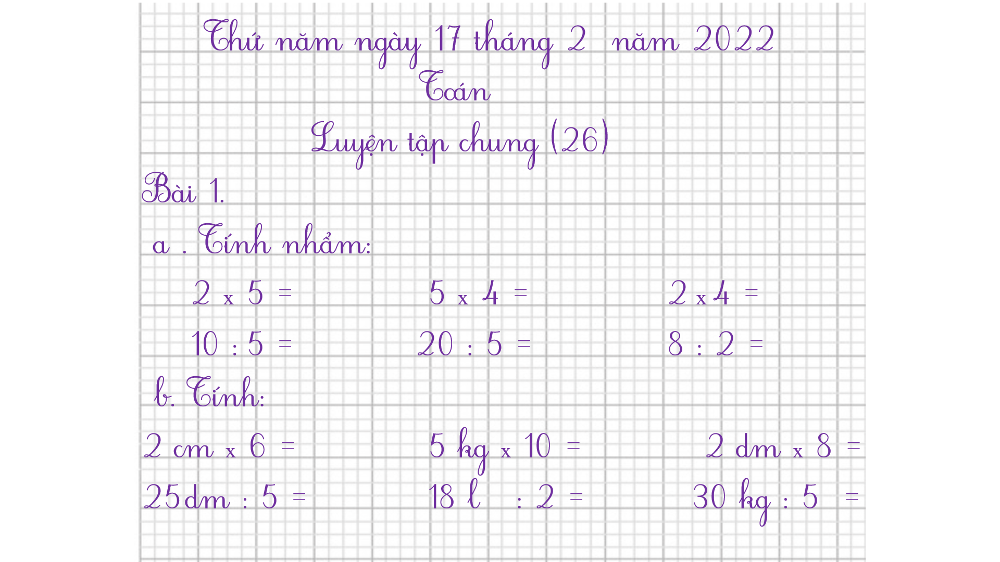 Thứ năm ngày 17 tháng 2 năm 2022
Toán
Luyện tập chung (26)
Bài 1.
a . Tính nhẩm:
2 x 5 = 5 x 4 = 2 x 4 =
10 : 5 = 20 : 5 = 8 : 2 =
b. Tính:
2 cm x 6 = 5 kg x 10 = 2 dm x 8 =
25 dm : 5 = 18 l : 2 = 30 kg : 5 =